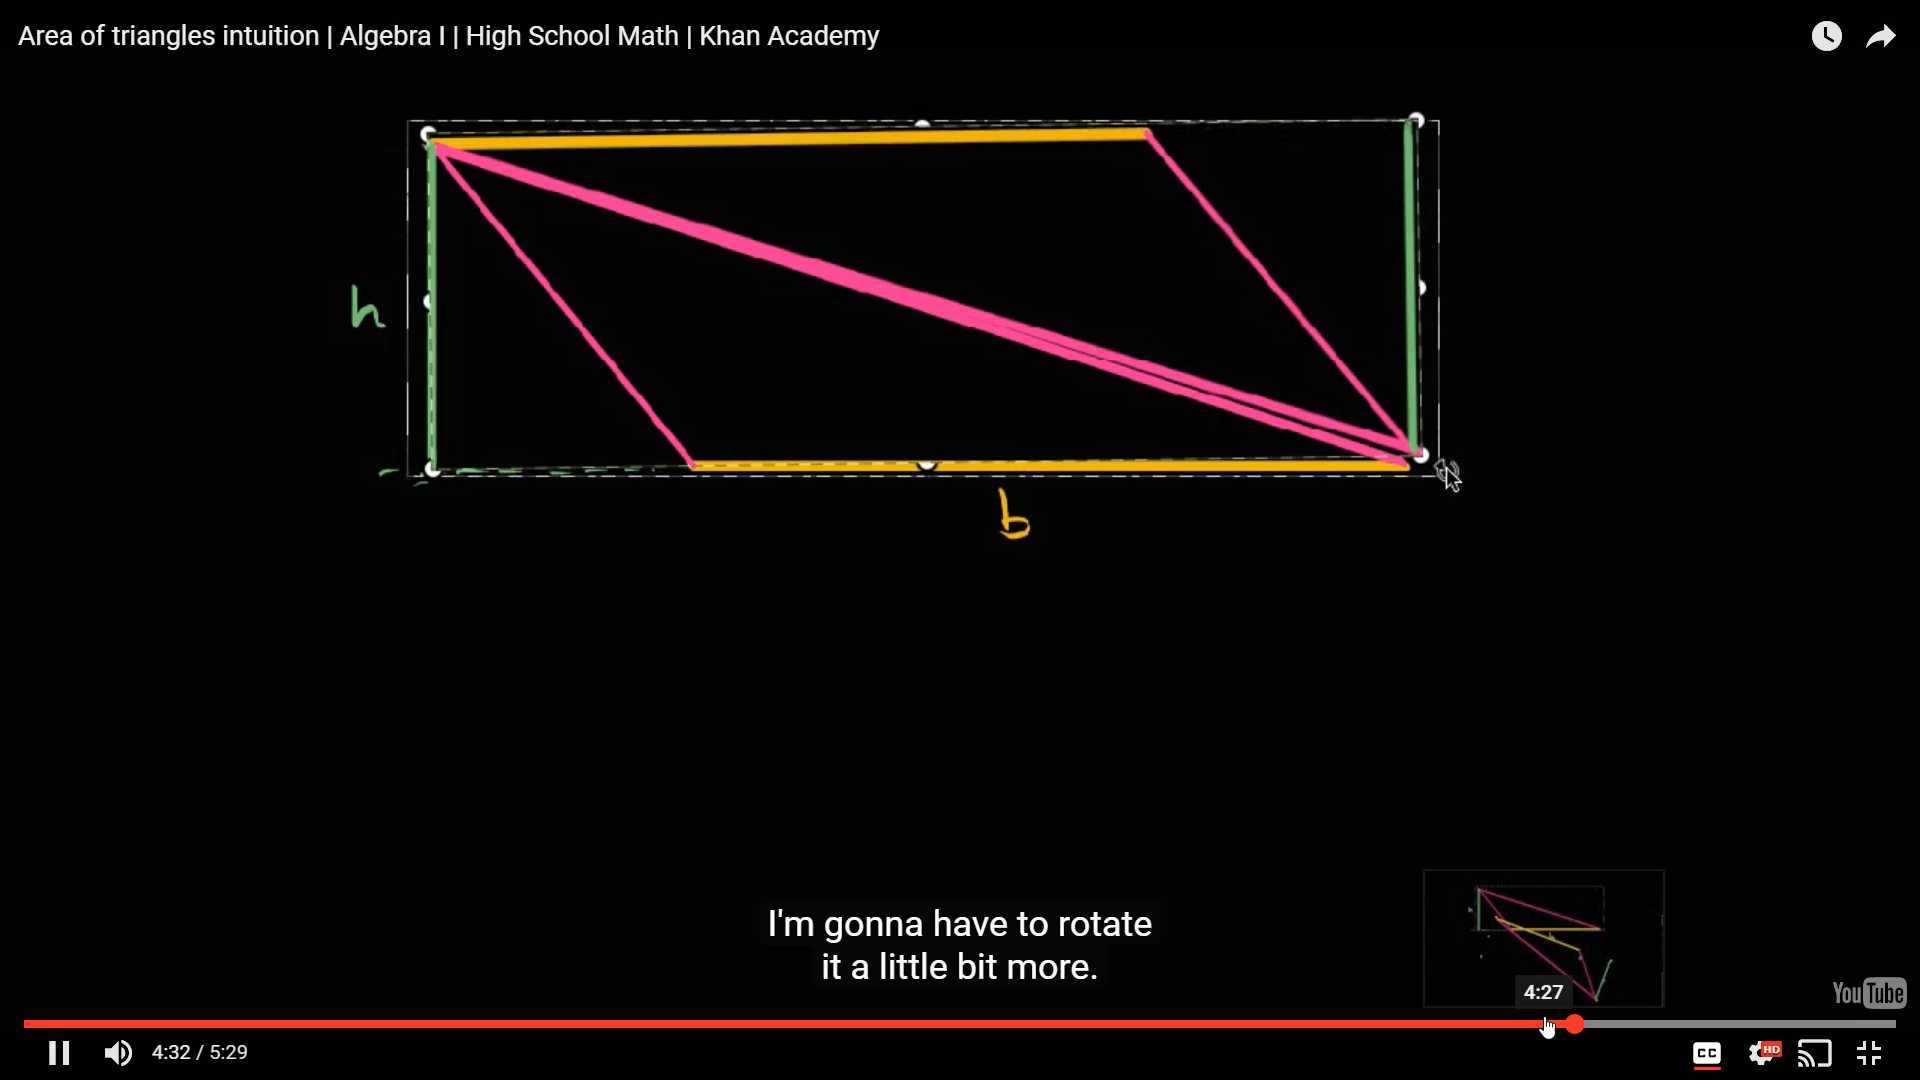 Area of triangles intuition | Algebra I | High School Math | Khan Academy
h
b
I'm gonna have to rotate
it a little bit more.
4:27
YouTube
4:32 / 5:29
CC
HD